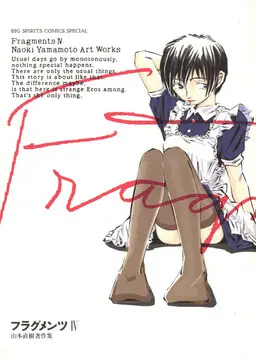 BIG SPIRITS COMICS SPECIAL
Fragments Ⅳ
Naoki Yamamoto Art Works
Usual days go by monotonously.
nothing special happens.
There are only the usual things.
This story is about like that.
The difference maybe,
is that here is strange Eros among.
That's the only thing.
Frag
フラグメンツ Ⅳ
山本直樹著作集